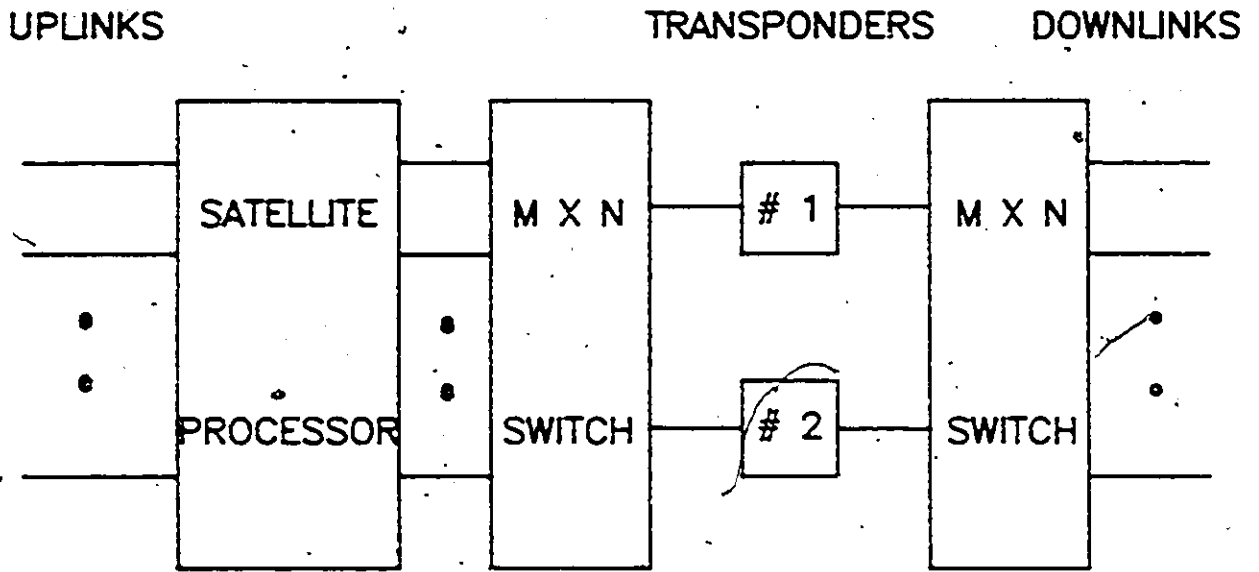 UPLINKS TRANSPONDERS DOWNLINKS
SATELLITE M X N # 1 M X N
PROCESSOR SWITCH # 2 SWITCH